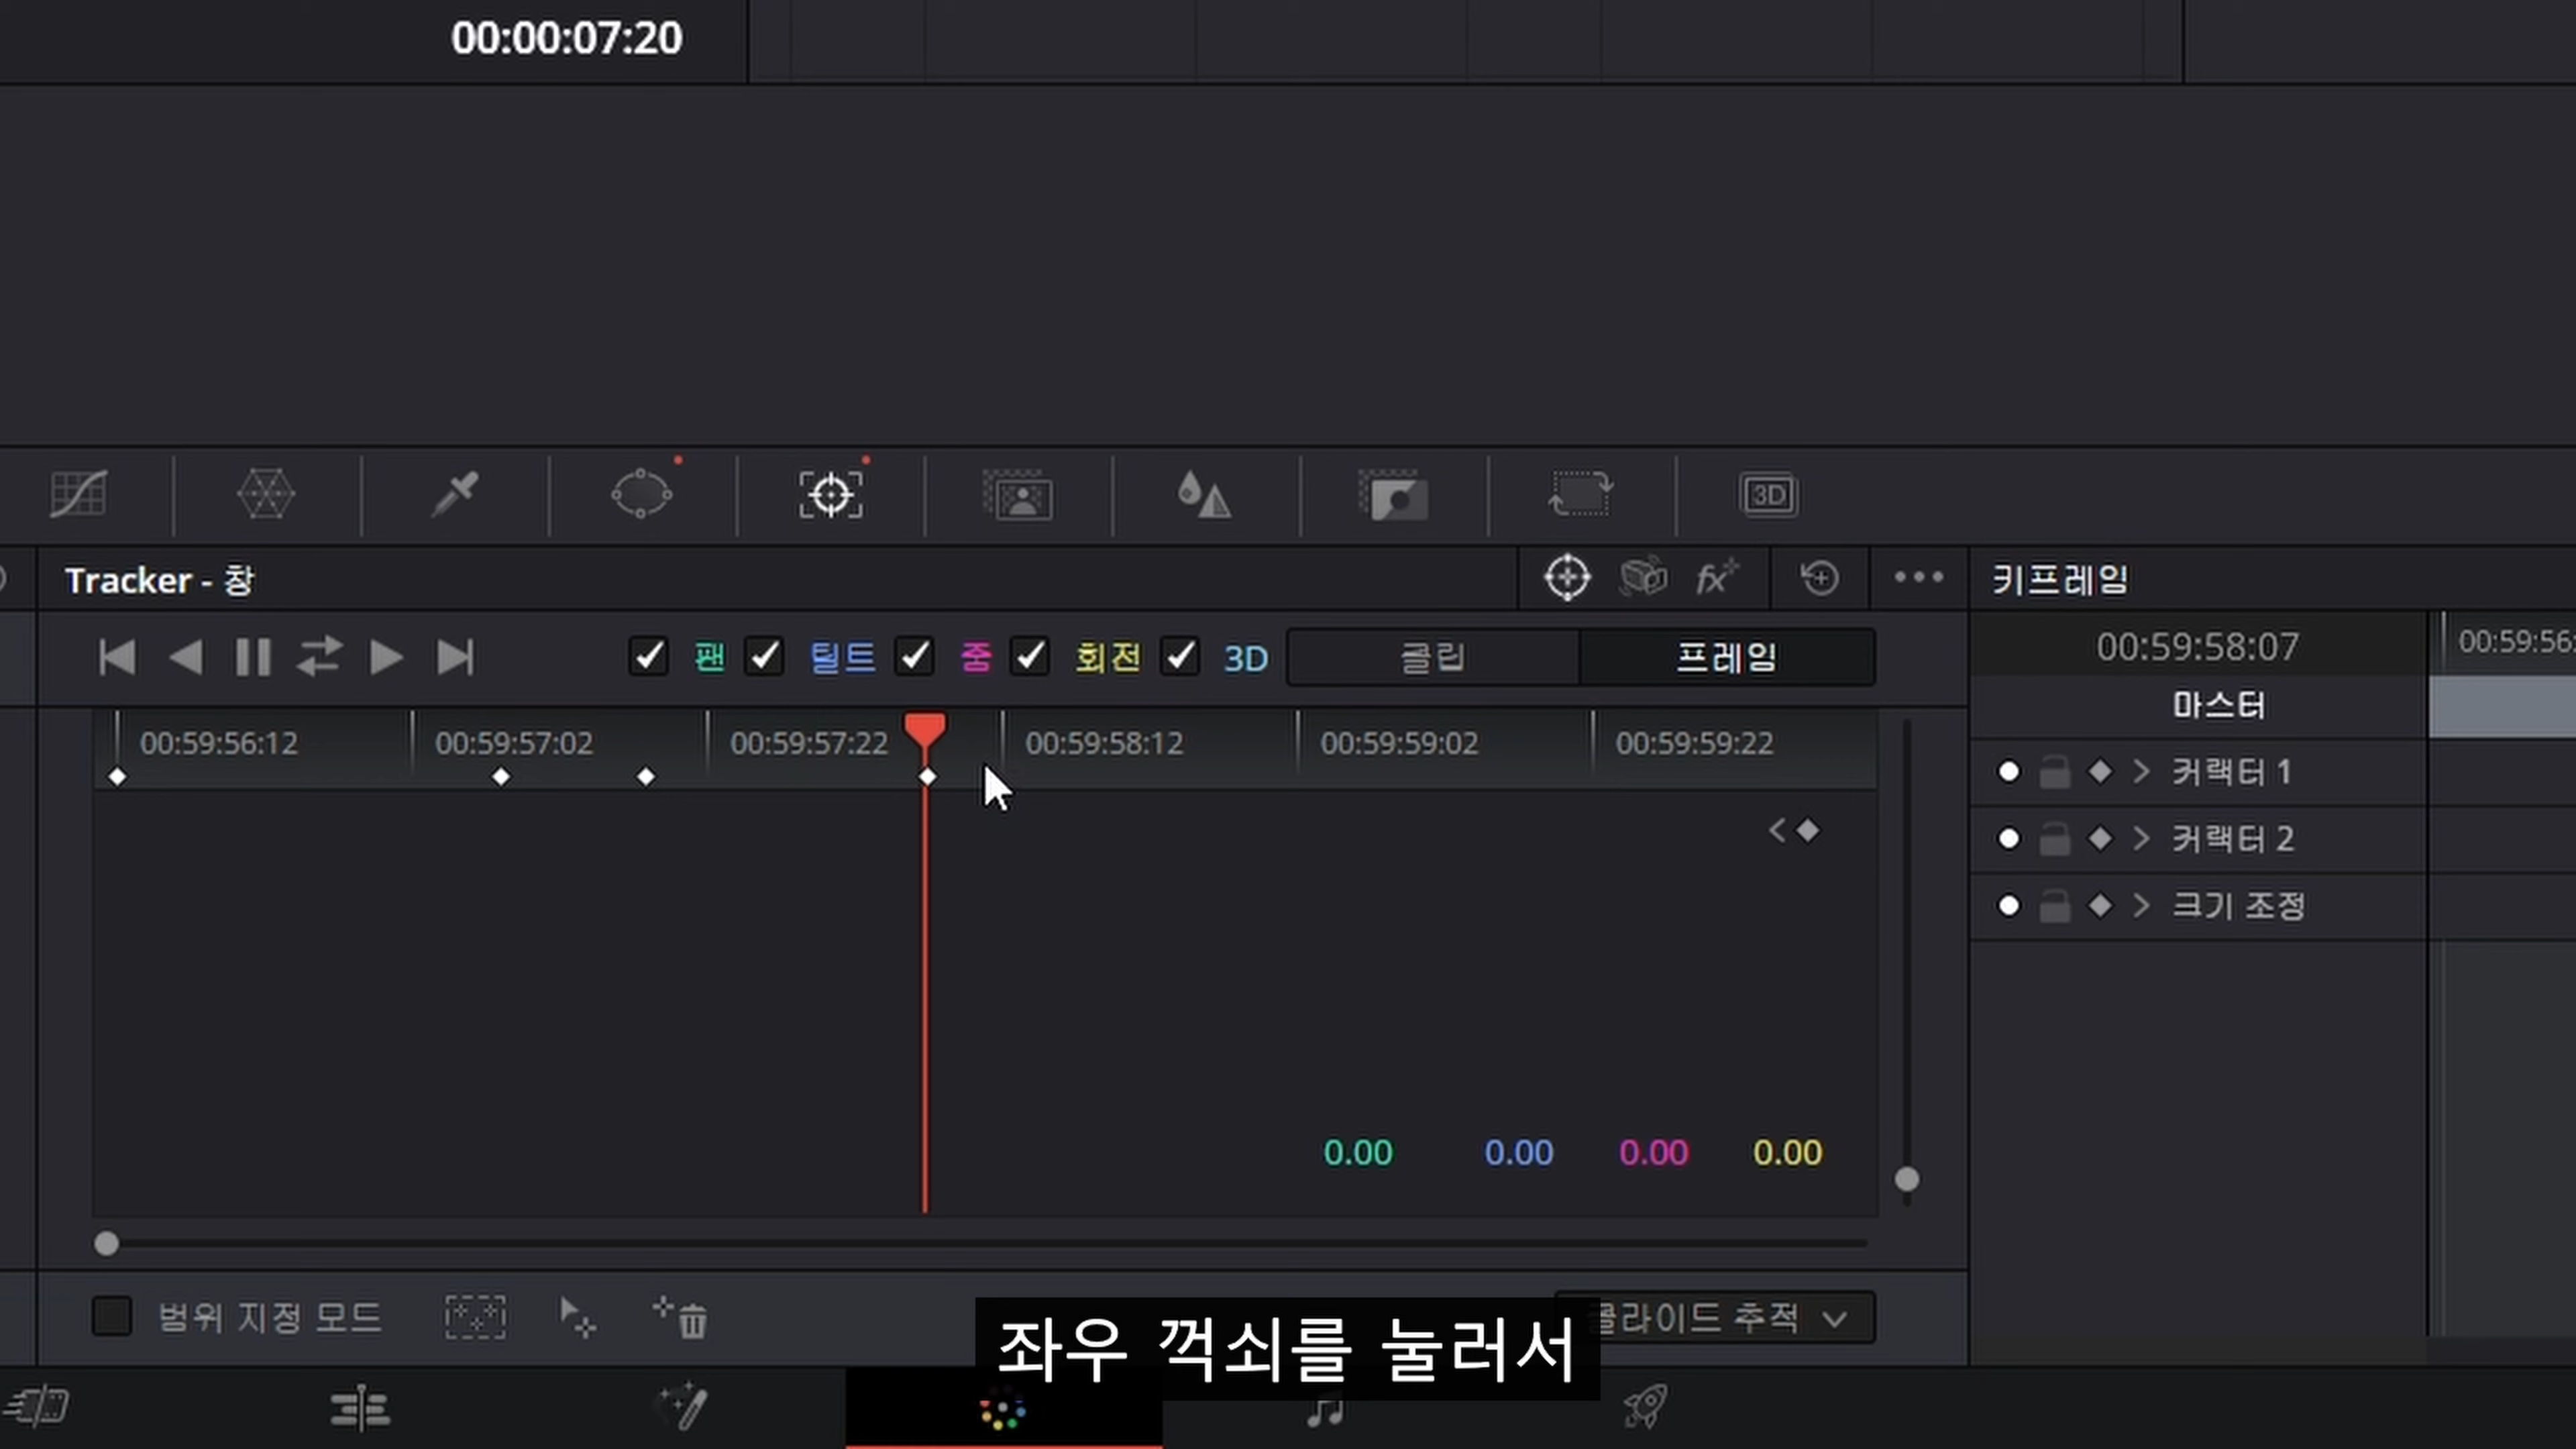 00:00:07:20
3D
Tracker - 창
fx
키프레임
팬 틸트 줌 회전 3D 클립 프레임
00:59:58:07
00:59:56
마스터
00:59:56:12 00:59:57:02 00:59:57:22 00:59:58:12 00:59:59:02 00:59:59:22
커랙터 1
커랙터 2
크기 조정
0.00 0.00 0.00 0.00
범위 지정 모드
클라이드 추적
좌우 꺽쇠를 눌러서